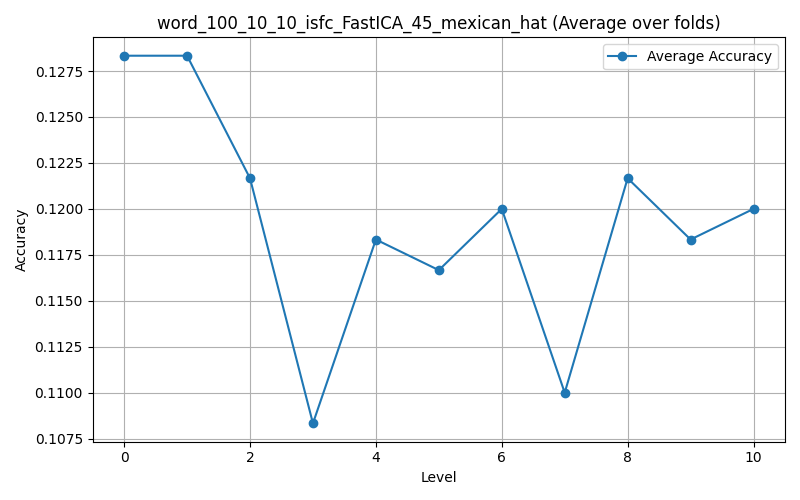 word_100_10_10_isfc_FastICA_45_mexican_hat (Average over folds)
Average Accuracy
0.1275
0.1250
0.1225
0.1200
0.1175
0.1150
0.1125
0.1100
0.1075
Accuracy
0 2 4 6 8 10
Level